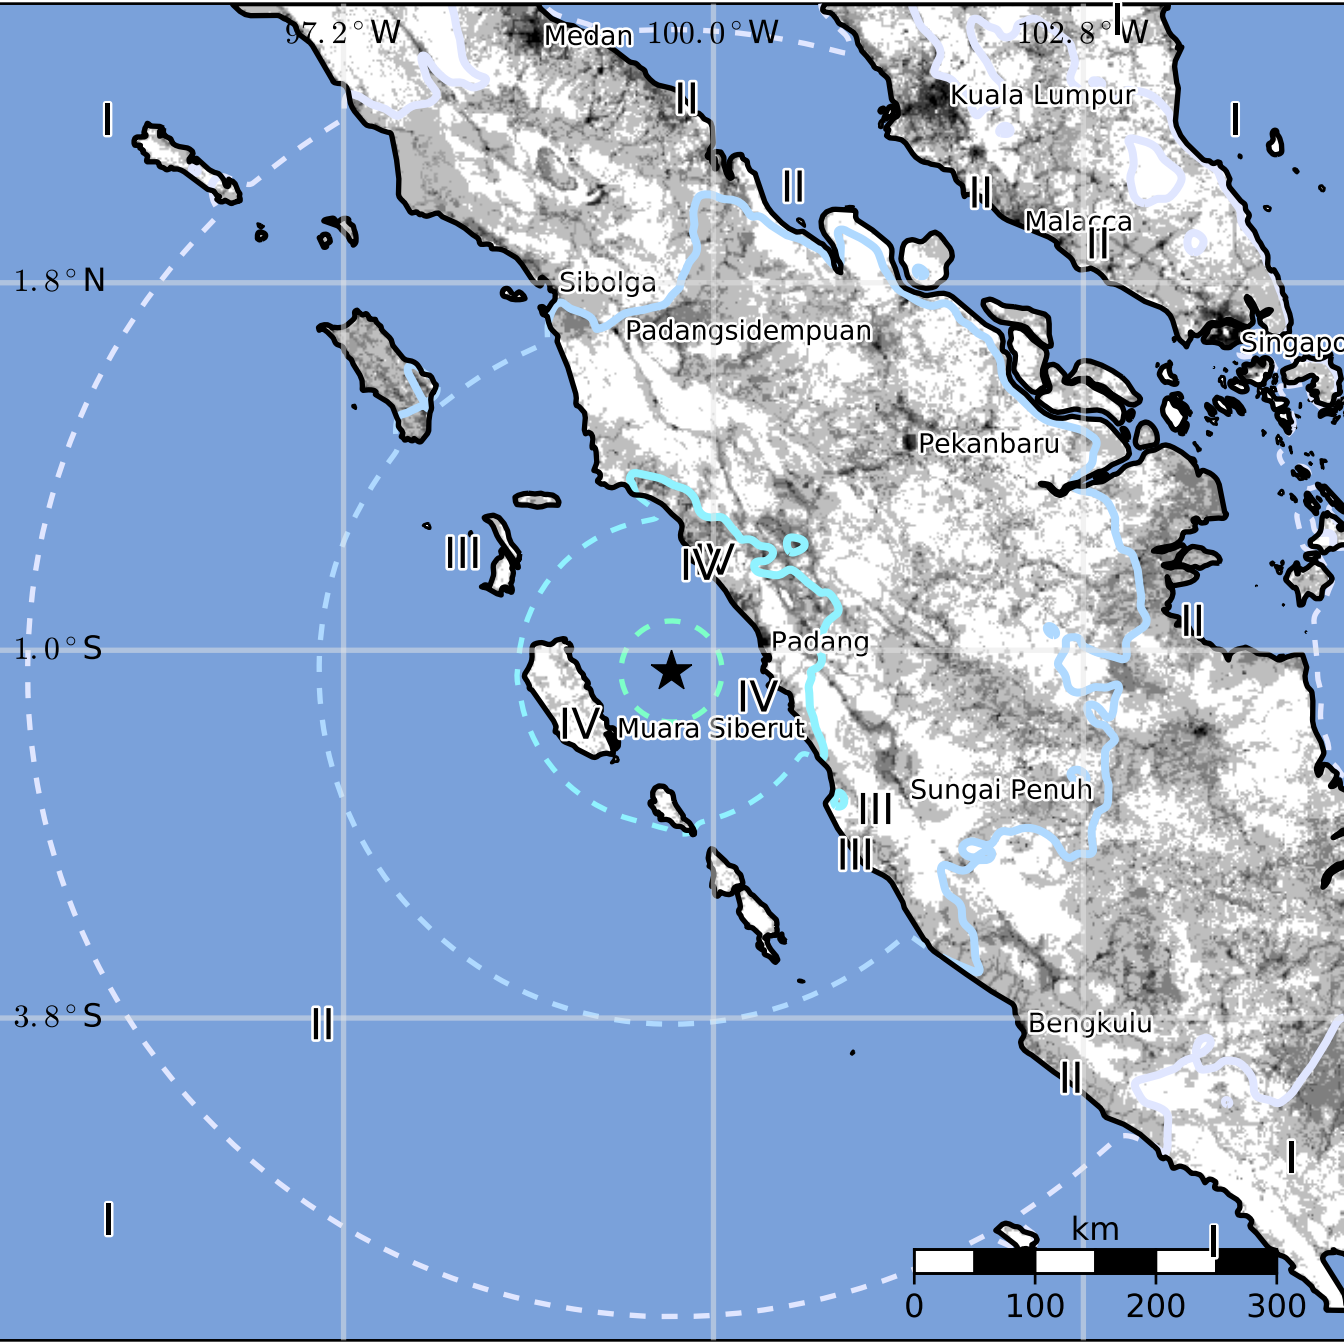 97.2°W
Medan
100.0°W
102.8°W
I
II
Kuala Lumpur
I
I
II
II
Malacca
II
1.8°N
Sibolga
Padangsidempuan
Singapo
Pekanbaru
III
IV
IV
II
1.0°S
Padang
IV
IV
Muara Siberut
Sungai Penuh
III
III
3.8°S
II
Bengkulu
II
I
I
km
I
0 100 200 300